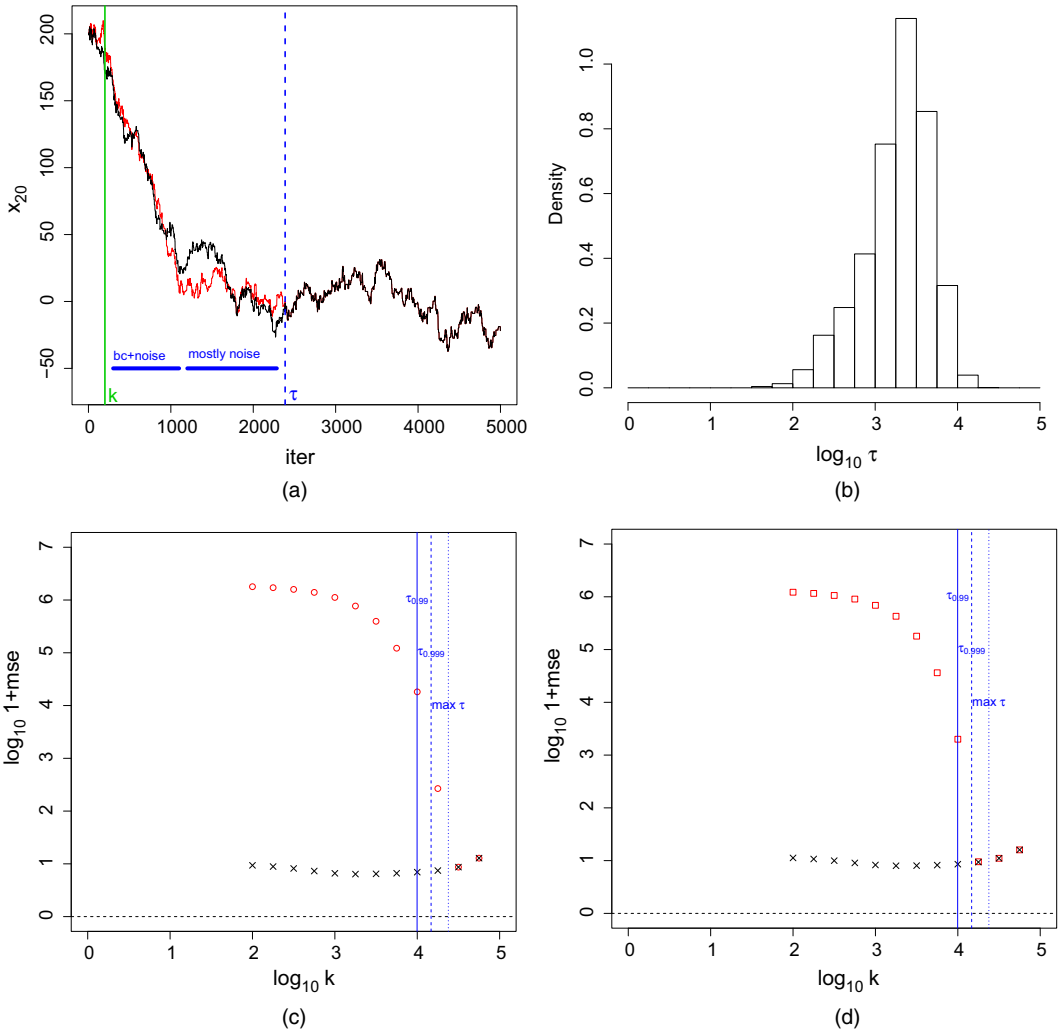 200
150
100
50
0
−50
x20
bc+noise
mostly noise
k
τ
0 1000 2000 3000 4000 5000
iter
(a)
1.0
0.8
0.6
0.4
0.2
0.0
Density
0 1 2 3 4 5
log10 τ
(b)
7
6
5
4
3
2
1
0
log10 1+mse
τ0.99
τ0.999
max τ
0 1 2 3 4 5
log10 k
(c)
7
6
5
4
3
2
1
0
log10 1+mse
τ0.99
τ0.999
max τ
0 1 2 3 4 5
log10 k
(d)